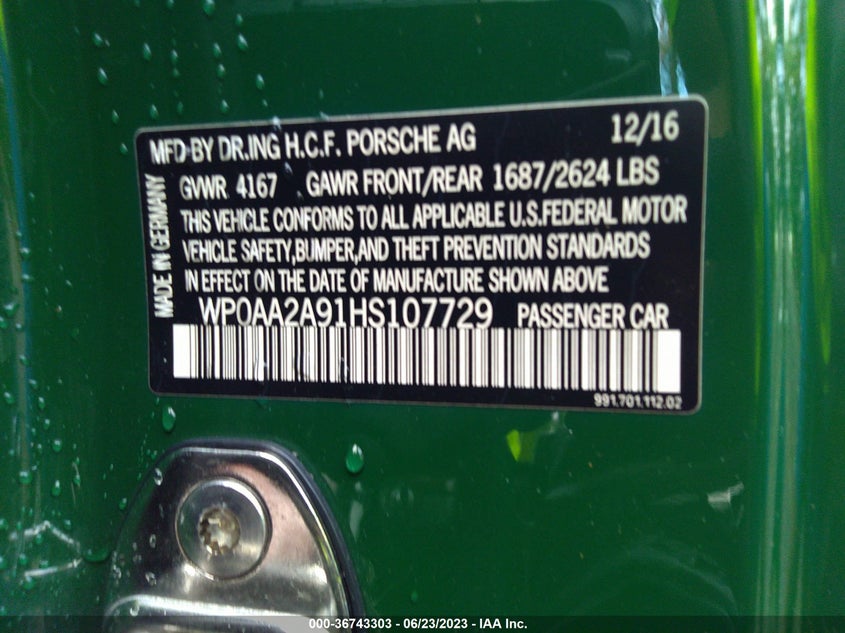 MFD BY DR.ING H.C.F. PORSCHE AG 12/16
GVWR 4167 GAWR FRONT/REAR 1687/2624 LBS
THIS VEHICLE CONFORMS TO ALL APPLICABLE U.S.FEDERAL MOTOR
VEHICLE SAFETY,BUMPER,AND THEFT PREVENTION STANDARDS
IN EFFECT ON THE DATE OF MANUFACTURE SHOWN ABOVE
WP0AA2A91HS107729 PASSENGER CAR
991.701.112.02
MADE IN GERMANY
000-36743303 - 06/23/2023 - IAA Inc.